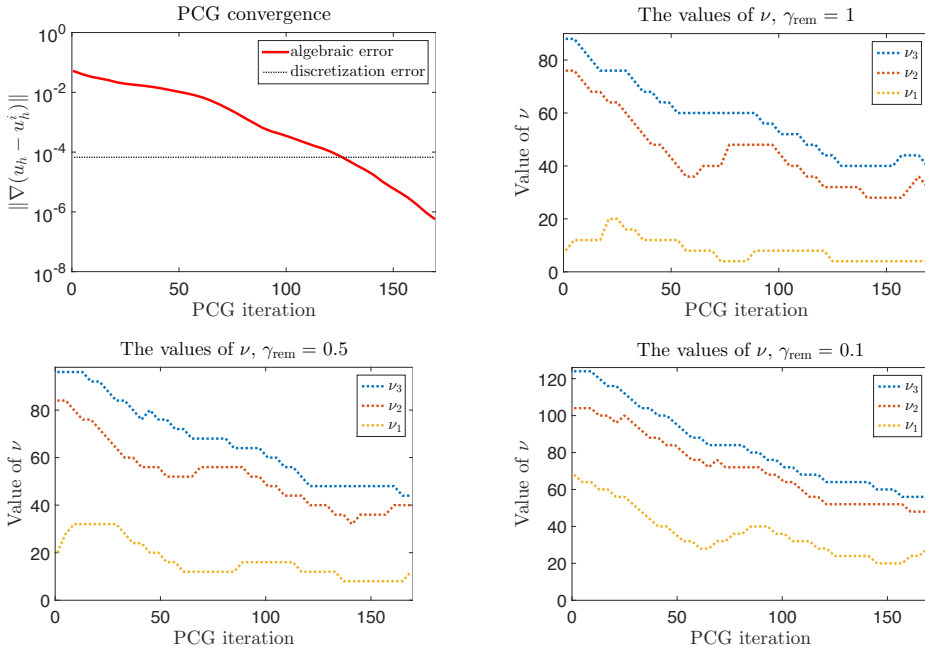 PCG convergence
10^0
10^-2
10^-4
10^-6
10^-8
‖∇(u_h − u_h^i)‖
algebraic error
discretization error
0 50 100 150
PCG iteration
The values of ν, γ_rem = 1
80
60
40
20
0
Value of ν
ν_3
ν_2
ν_1
0 50 100 150
PCG iteration
The values of ν, γ_rem = 0.5
80
60
40
20
0
Value of ν
ν_3
ν_2
ν_1
0 50 100 150
PCG iteration
The values of ν, γ_rem = 0.1
120
100
80
60
40
20
0
Value of ν
ν_3
ν_2
ν_1
0 50 100 150
PCG iteration